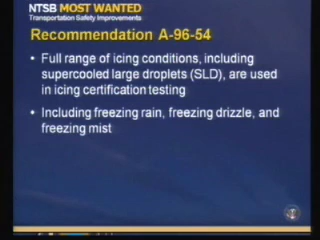 NTSB MOST WANTED
Transportation Safety Improvements
Recommendation A-96-54
• Full range of icing conditions, including
supercooled large droplets (SLD), are used
in icing certification testing
• Including freezing rain, freezing drizzle, and
freezing mist